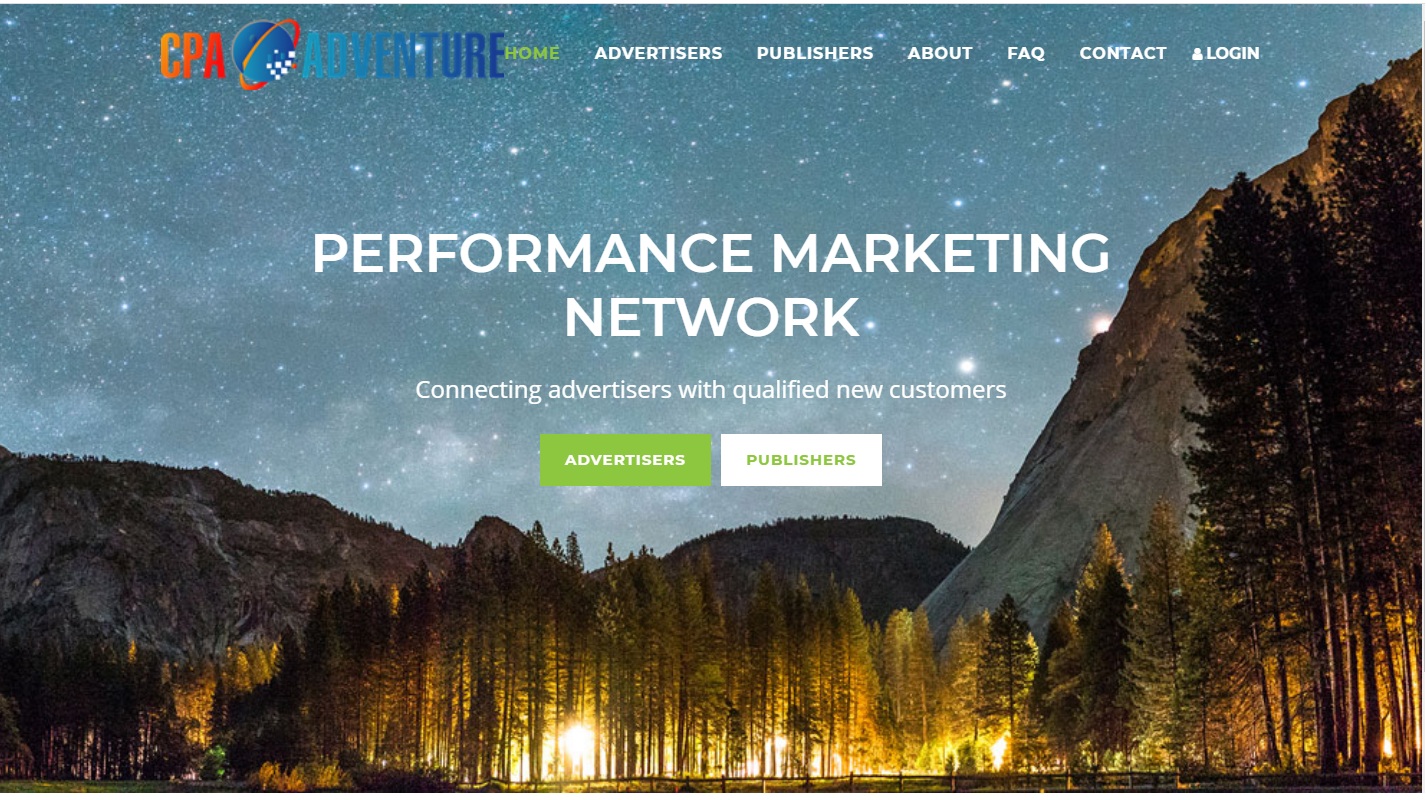 CPA ADVENTURE
HOME ADVERTISERS PUBLISHERS ABOUT FAQ CONTACT LOGIN
PERFORMANCE MARKETING
NETWORK
Connecting advertisers with qualified new customers
ADVERTISERS PUBLISHERS